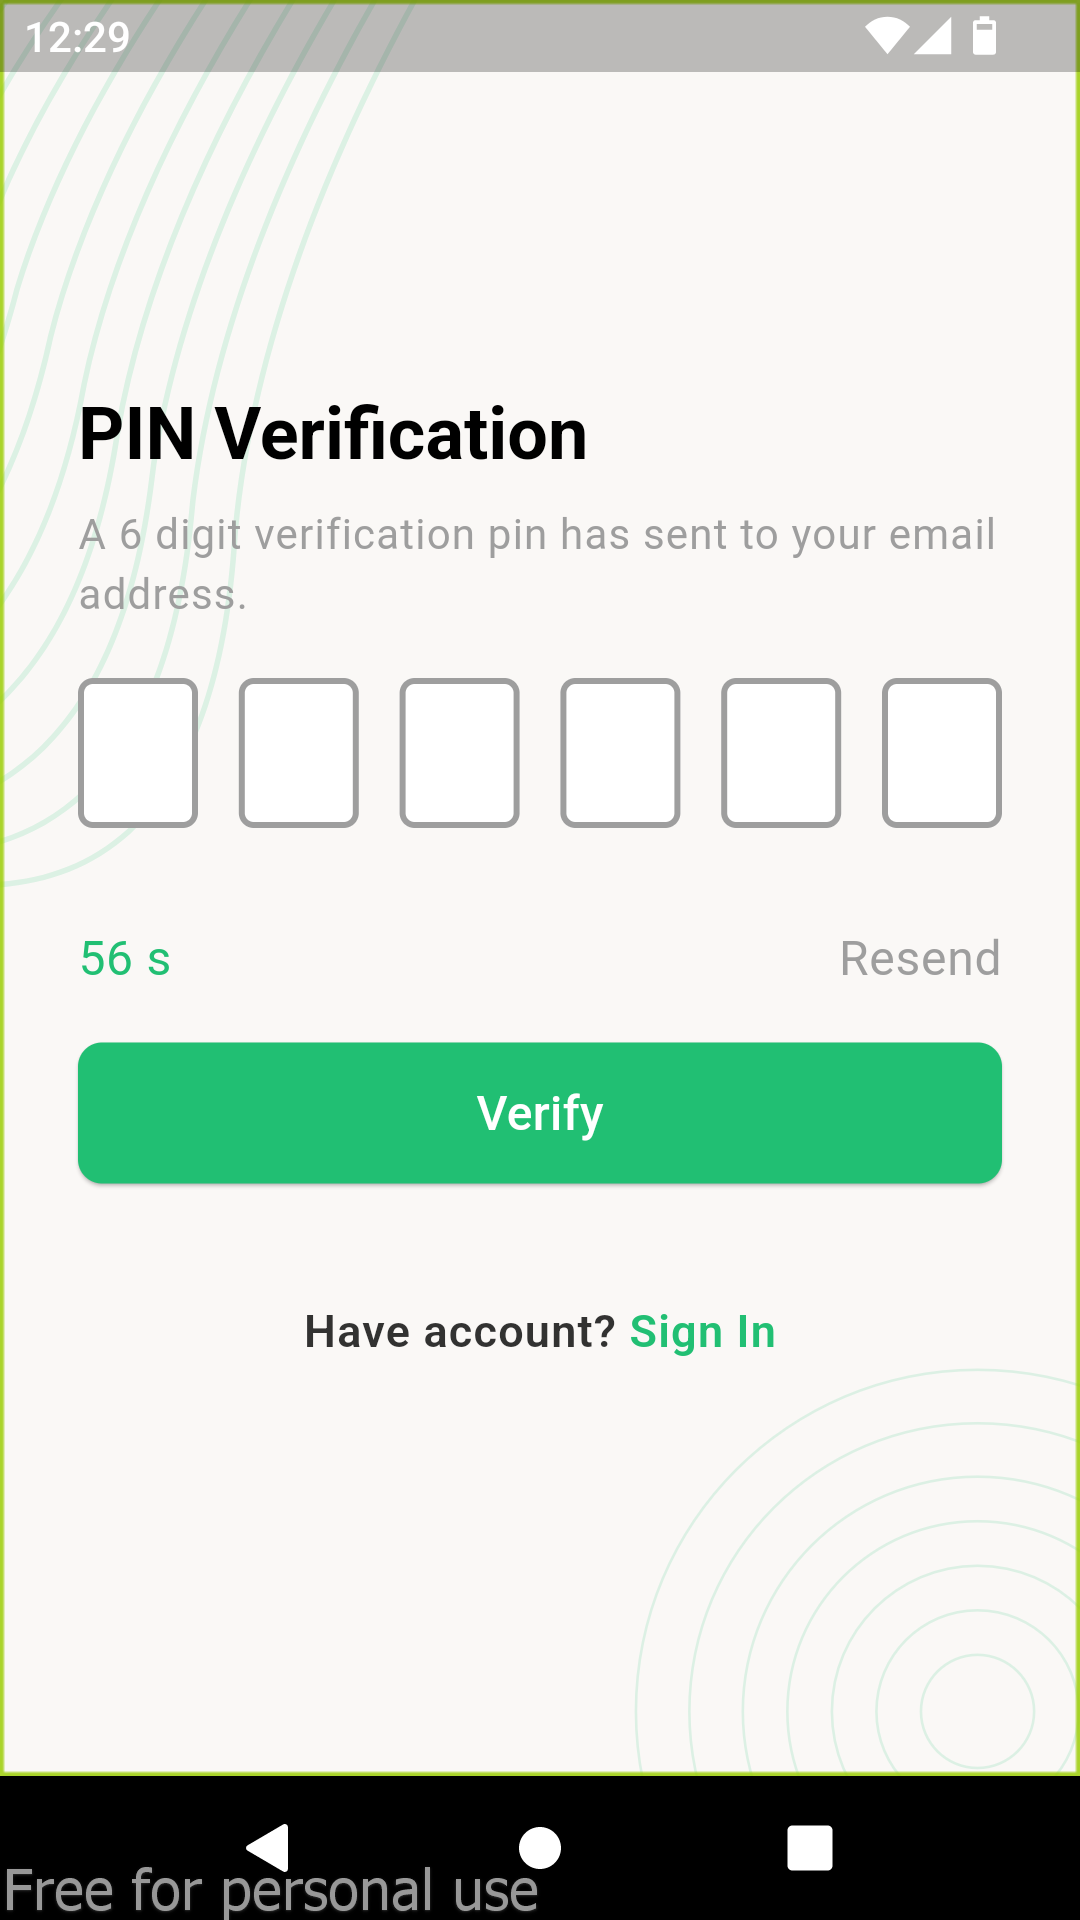 12:29
PIN Verification
A 6 digit verification pin has sent to your email
address.
56 s
Resend
Verify
Have account? Sign In
Free for personal use